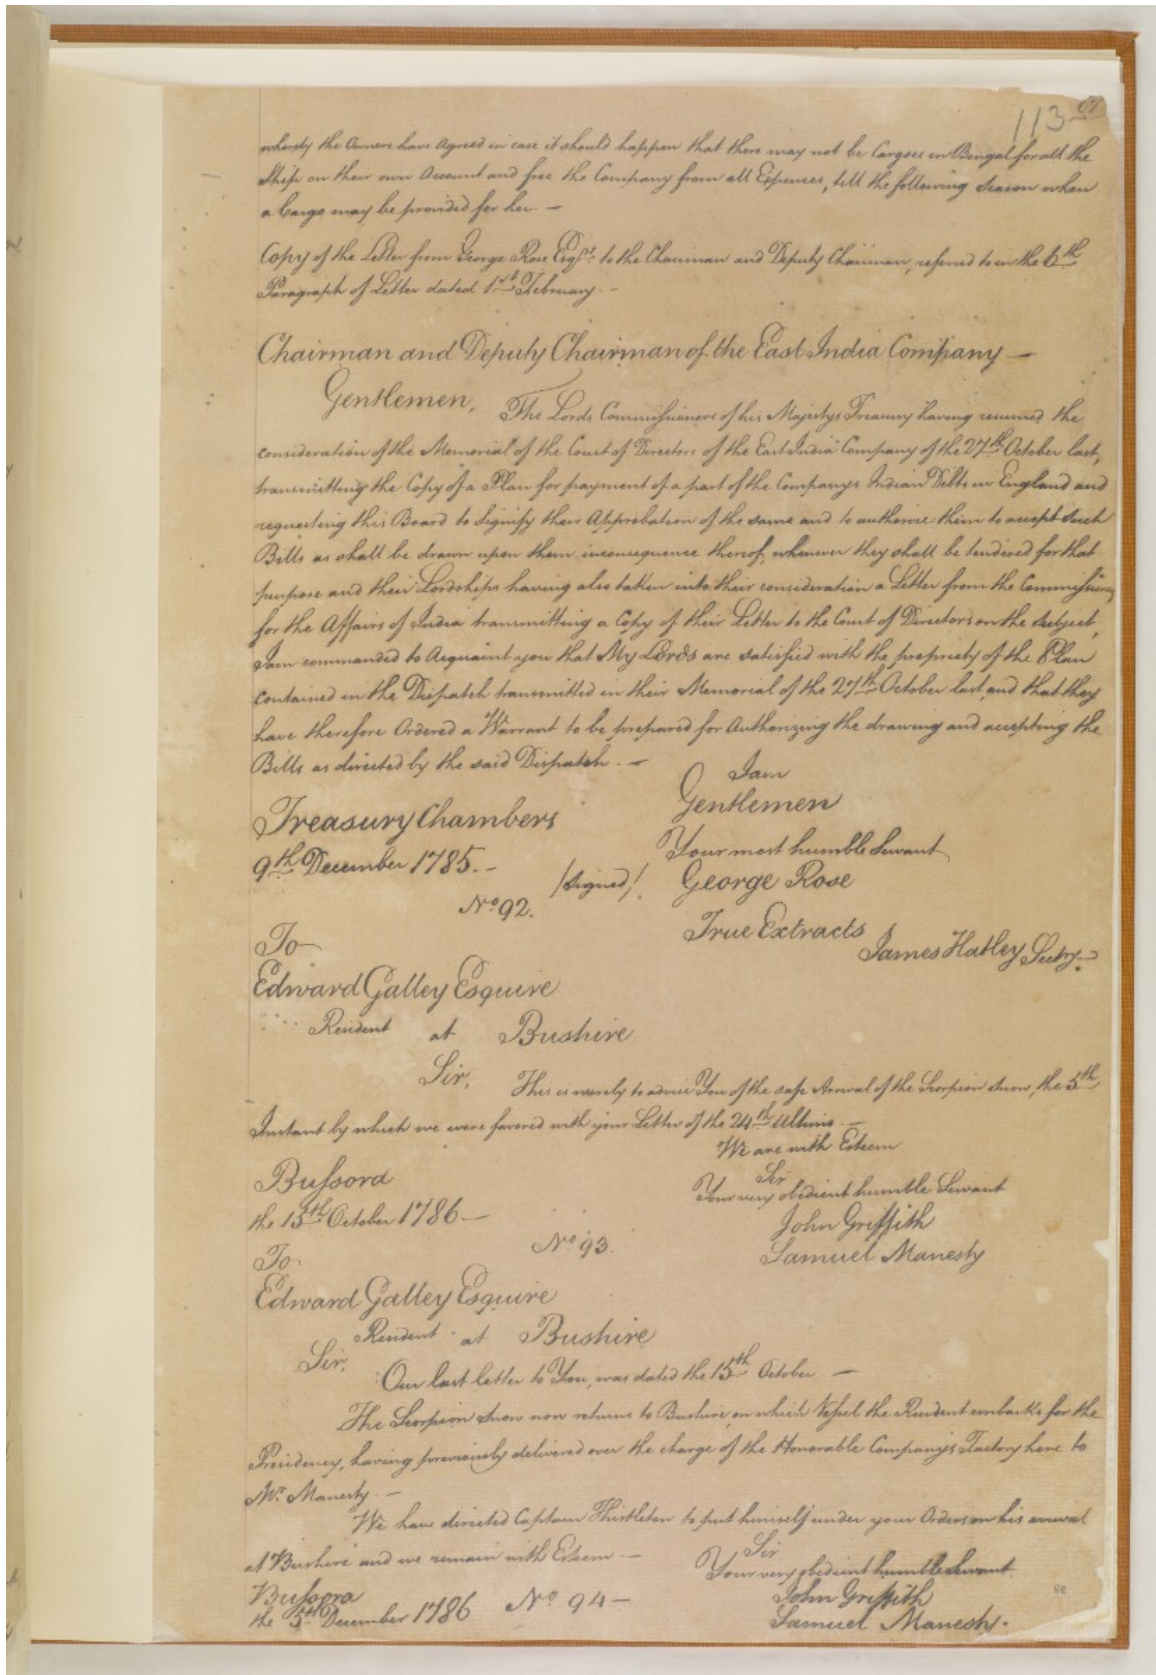 113 67
whereby the Owners have agreed in case it should happen that there may not be Cargoes in Bengal for all the
Ship on their own Account and free the Company from all Expences, till the following Season when
a Cargo may be provided for her. —
Copy of the Letter from George Rose Esqr. to the Chairman and Deputy Chairman, referred to in the 6th
Paragraph of Letter dated 1st February. —
Chairman and Deputy Chairman of the East India Company —
Gentlemen, The Lords Commissioners of his Majestys Treasury having resumed the
consideration of the Memorial of the Court of Directors of the East India Company of the 27th October last,
transmitting the Copy of a Plan for payment of a part of the Companys Indian Debts in England and
requesting this Board to Signify their Approbation of the same and to authorize them to accept such
Bills as shall be drawn upon them inconsequence thereof, whenever they shall be tendered for that
purpose and their Lordships having also taken into their consideration a Letter from the Commissioners
for the Affairs of India transmitting a Copy of their Letter to the Court of Directors on the subject,
I am commanded to Acquaint you that My Lords are satisfied with the propriety of the Plan
contained in the Dispatch transmitted in their Memorial of the 27th October last, and that they
have therefore Ordered a Warrant to be prepared for Authorizing the drawing and accepting the
Bills as directed by the said Dispatch. —
I am
Gentlemen
Treasury Chambers
Your most humble Servant
9th December 1785. —
/signed/. George Rose
No. 92.
True Extracts
James Hatley Secty.
To
Edward Galley Esquire
Resident at Bushire
Sir, This is merely to advise You of the safe Arrival of the Scorpion Snow, the 5th
Instant by which we were favored with your Letter of the 24th Ultimo. —
We are with Esteem
Sir
Bussora
Your very obedient humble Servant
the 15th October 1786 —
John Griffith
No. 93.
Samuel Manesty
To
Edward Galley Esquire
Resident at Bushire
Sir,
Our last letter to You, was dated the 15th October —
The Scorpion Snow now returns to Bushire, on which Vessel the Resident embarks for the
Presidency, having previously delivered over the charge of the Honorable Company's Factory here to
Mr. Manesty. —
We have directed Captain Thistleton to put himself under your Orders on his arrival
at Bushire and we remain with Esteem. —
Sir
Your very obedient humble Servant
Bussora
John Griffith
the 5th December 1786 No. 94 —
Samuel Manesty.